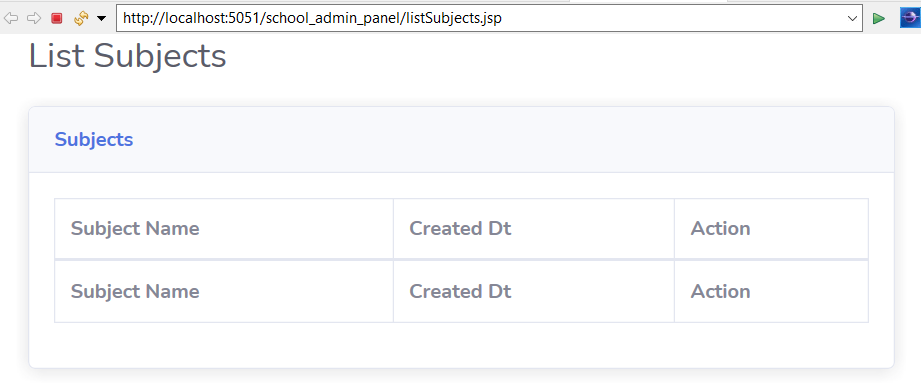 http://localhost:5051/school_admin_panel/listSubjects.jsp
List Subjects
Subjects
Subject Name Created Dt Action
Subject Name Created Dt Action